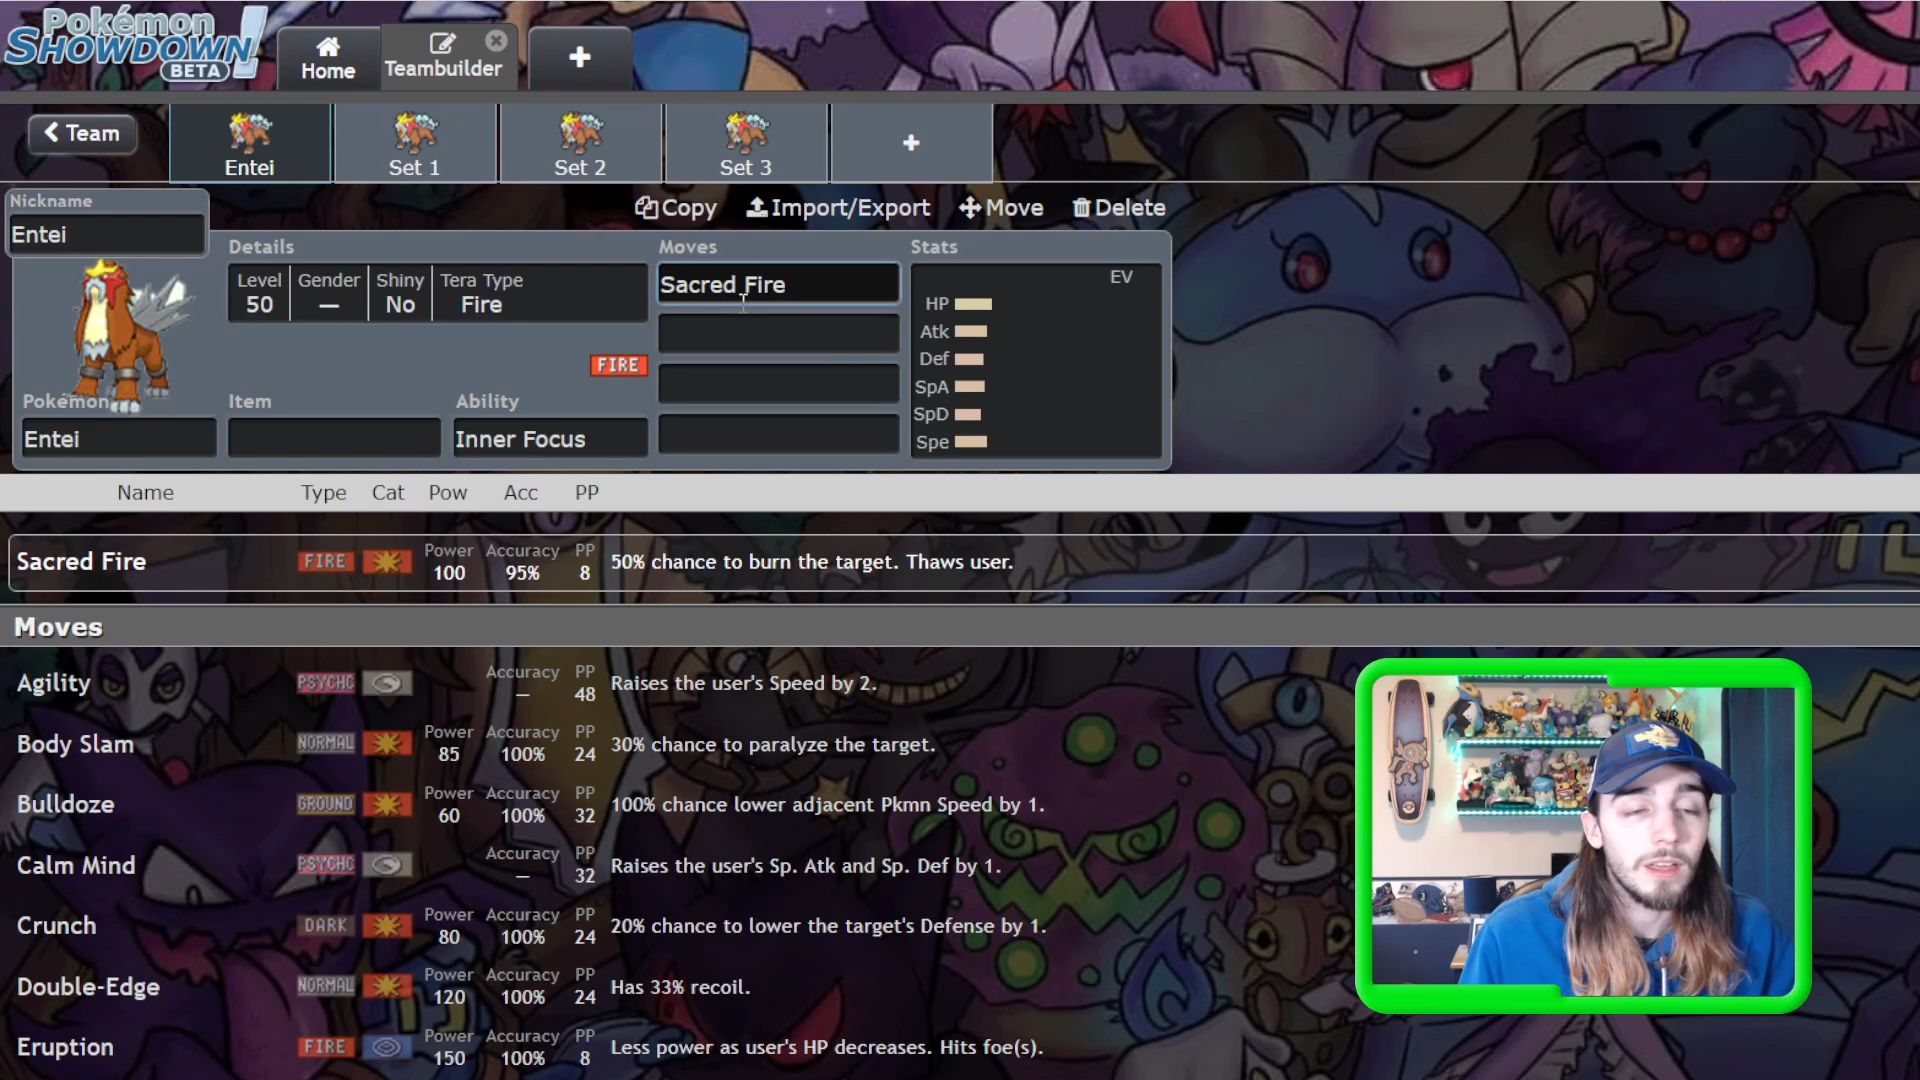 Pokémon
SHOWDOWN!
BETA
Home
Teambuilder
+
Team
Entei
Set 1
Set 2
Set 3
+
Nickname
Entei
Copy
Import/Export
Move
Delete
Details
Moves
Stats
Level
50
Gender
—
Shiny
No
Tera Type
Fire
Sacred Fire
EV
HP
Atk
Def
SpA
SpD
Spe
FIRE
Pokémon
Entei
Item
Ability
Inner Focus
Name Type Cat Pow Acc PP
Sacred Fire FIRE Power 100 Accuracy 95% PP 8 50% chance to burn the target. Thaws user.
Moves
Agility PSYCHC Accuracy — PP 48 Raises the user's Speed by 2.
Body Slam NORMAL Power 85 Accuracy 100% PP 24 30% chance to paralyze the target.
Bulldoze GROUND Power 60 Accuracy 100% PP 32 100% chance lower adjacent Pkmn Speed by 1.
Calm Mind PSYCHC Accuracy — PP 32 Raises the user's Sp. Atk and Sp. Def by 1.
Crunch DARK Power 80 Accuracy 100% PP 24 20% chance to lower the target's Defense by 1.
Double-Edge NORMAL Power 120 Accuracy 100% PP 24 Has 33% recoil.
Eruption FIRE Power 150 Accuracy 100% PP 8 Less power as user's HP decreases. Hits foe(s).